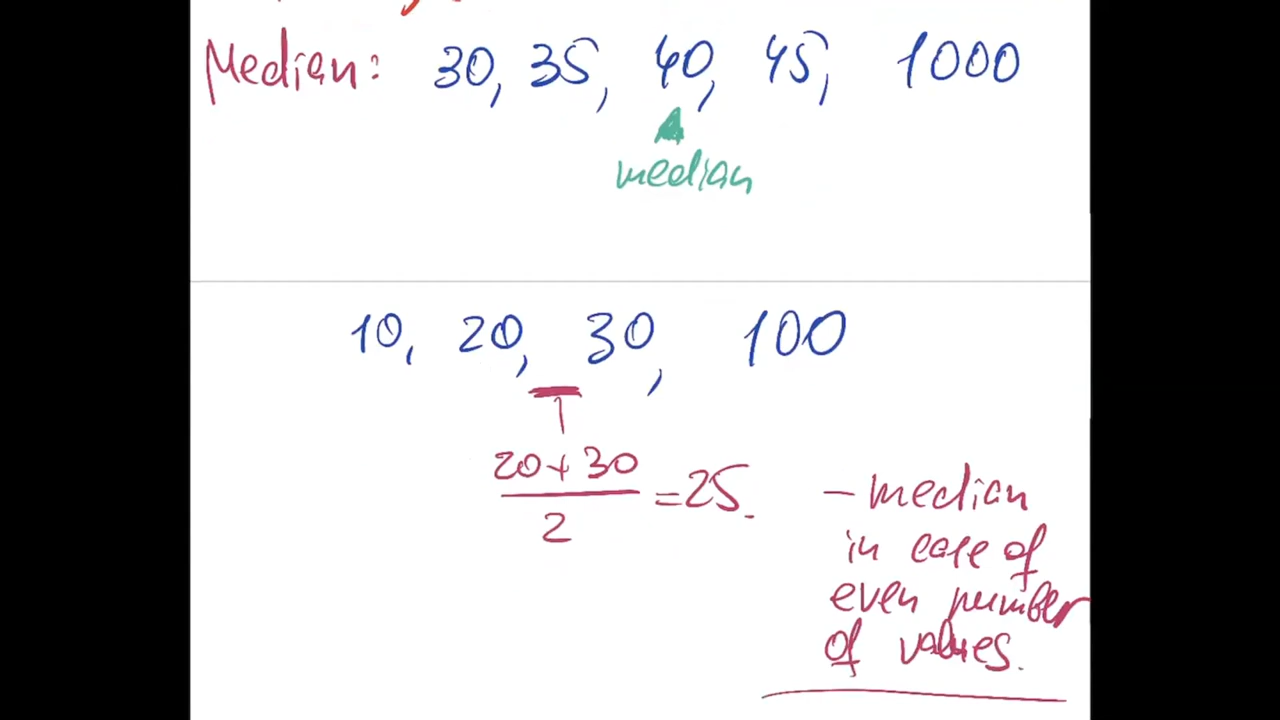 Median: 30, 35, 40, 45, 1000
median
10, 20, 30, 100
20+30
2
=25.
- median
in case of
even number
of values.